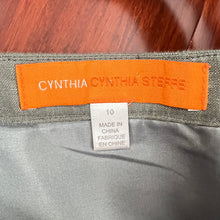 CYNTHIA CYNTHIA STEFFE
10
MADE IN
CHINA
FABRIQUÉ
EN CHINE